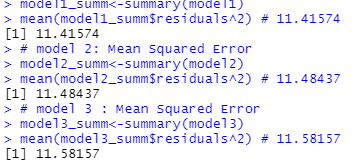 > model1_summ<-summary(model1)
> mean(model1_summ$residuals^2) # 11.41574
[1] 11.41574
> # model 2: Mean Squared Error
> model2_summ<-summary(model2)
> mean(model2_summ$residuals^2) # 11.48437
[1] 11.48437
> # model 3 : Mean Squared Error
> model3_summ<-summary(model3)
> mean(model3_summ$residuals^2) # 11.58157
[1] 11.58157